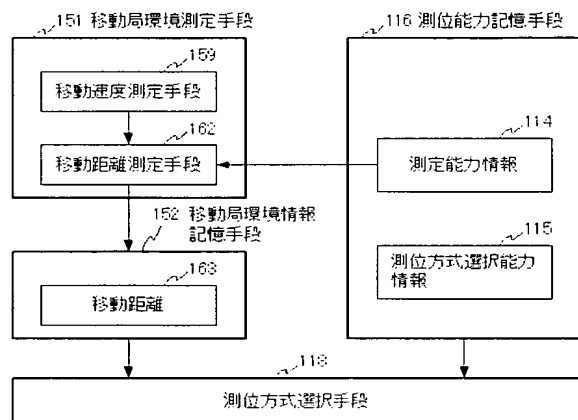 151 移動局環境測定手段
159
移動速度測定手段
162
移動距離測定手段
152 移動局環境情報
記憶手段
163
移動距離
116 測位能力記憶手段
114
測定能力情報
115
測位方式選択能力
情報
118
測位方式選択手段